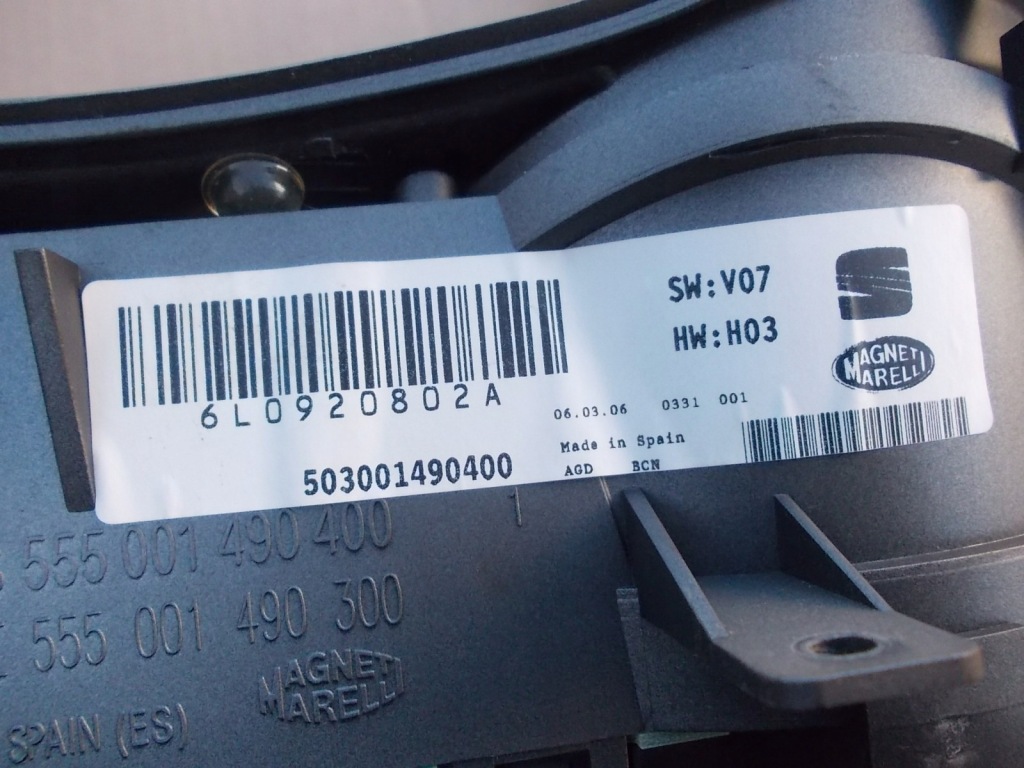 SW:V07
HW:H03
MAGNETI
MARELLI
6L0920802A
06.03.06 0331 001
Made in Spain
AGD BCN
503001490400
555 001 490 400 1
555 001 490 300
MAGNETI
MARELLI
SPAIN (ES)